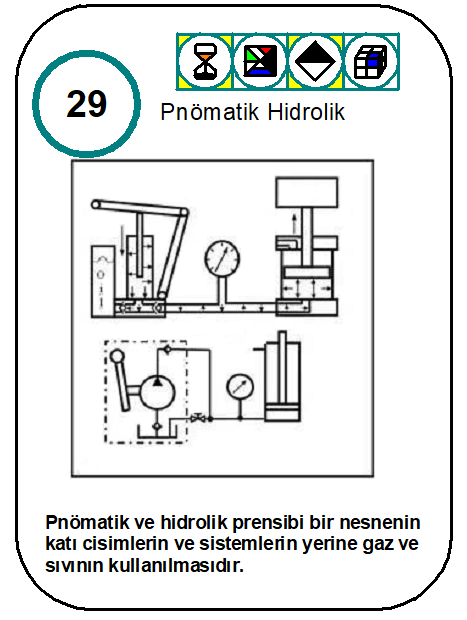 29
Pnömatik Hidrolik
Pnömatik ve hidrolik prensibi bir nesnenin
katı cisimlerin ve sistemlerin yerine gaz ve
sıvının kullanılmasıdır.